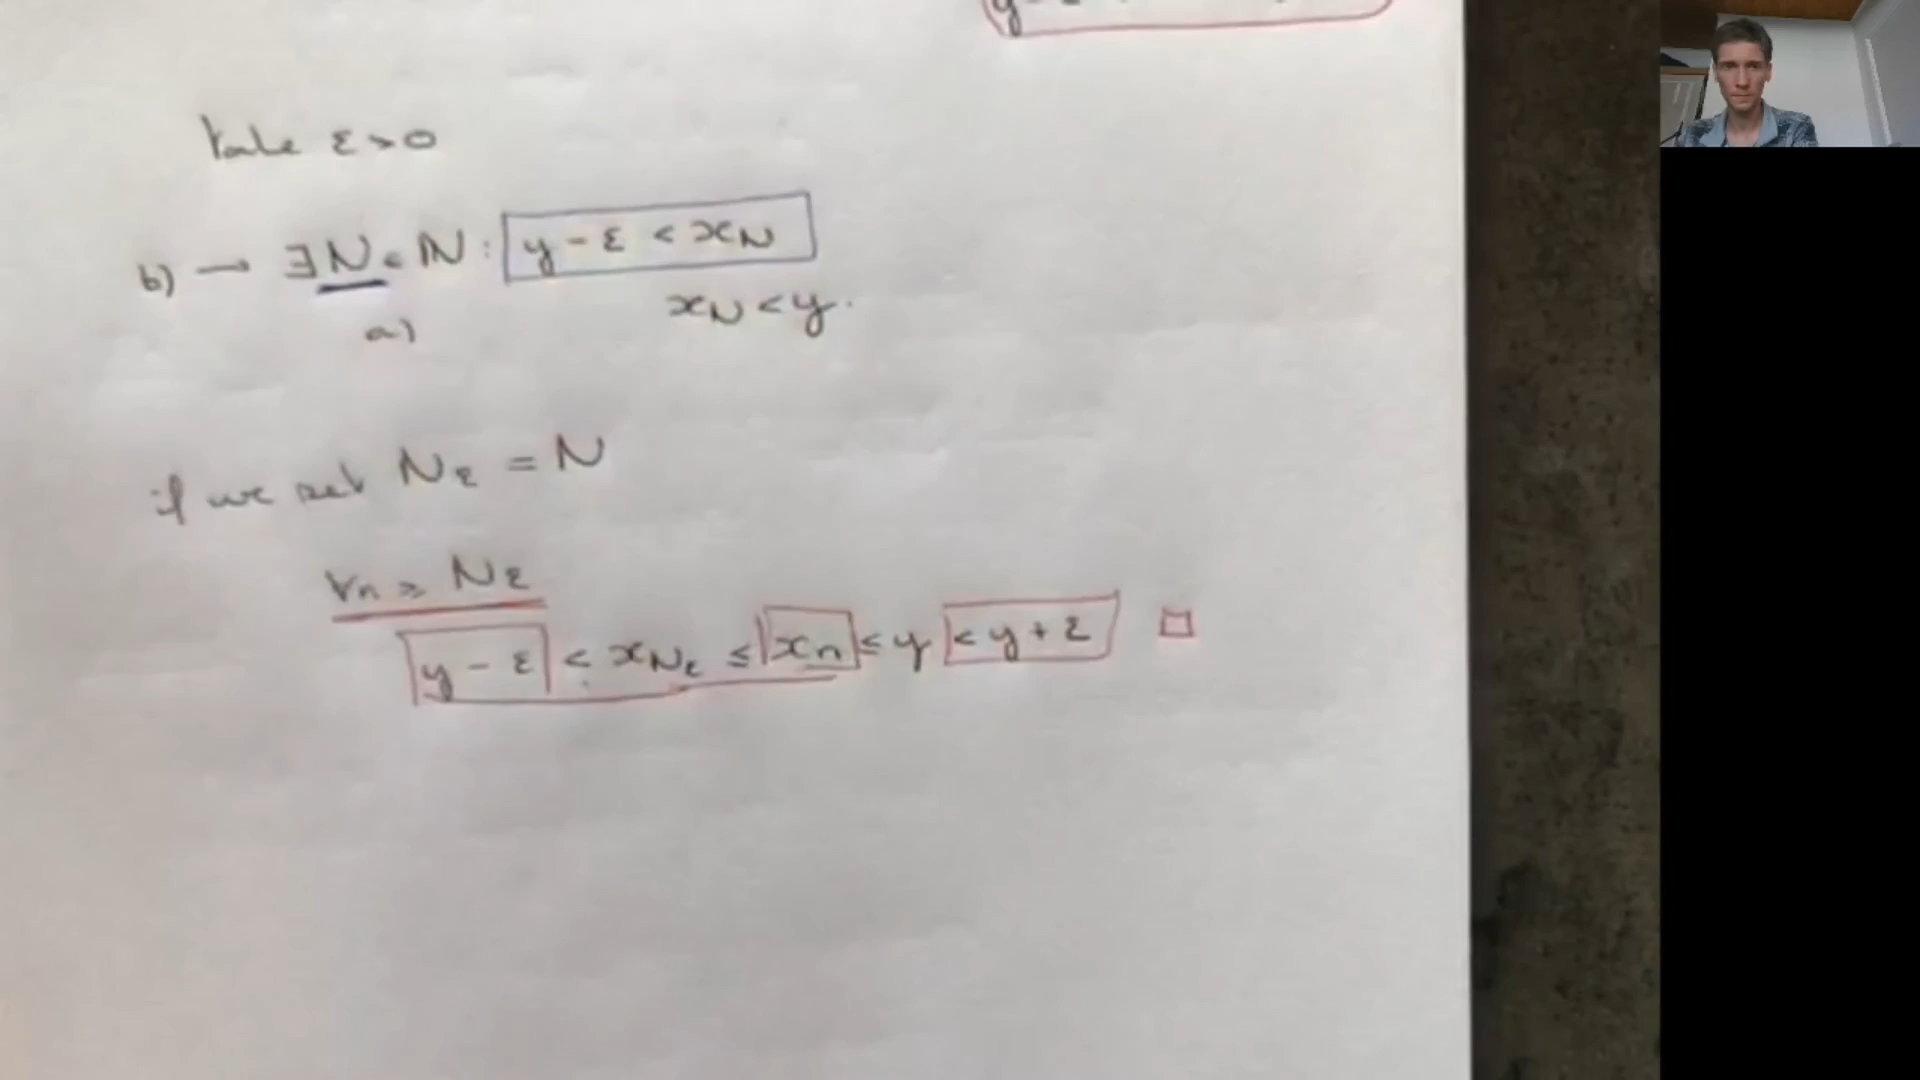 take ε > 0
b) → ∃ N ∈ ℕ : y - ε < x_N
a) x_N < y.
if we set N_ε = N
∀n ≥ N_ε
y - ε < x_{N_ε} ≤ x_n ≤ y < y + ε □